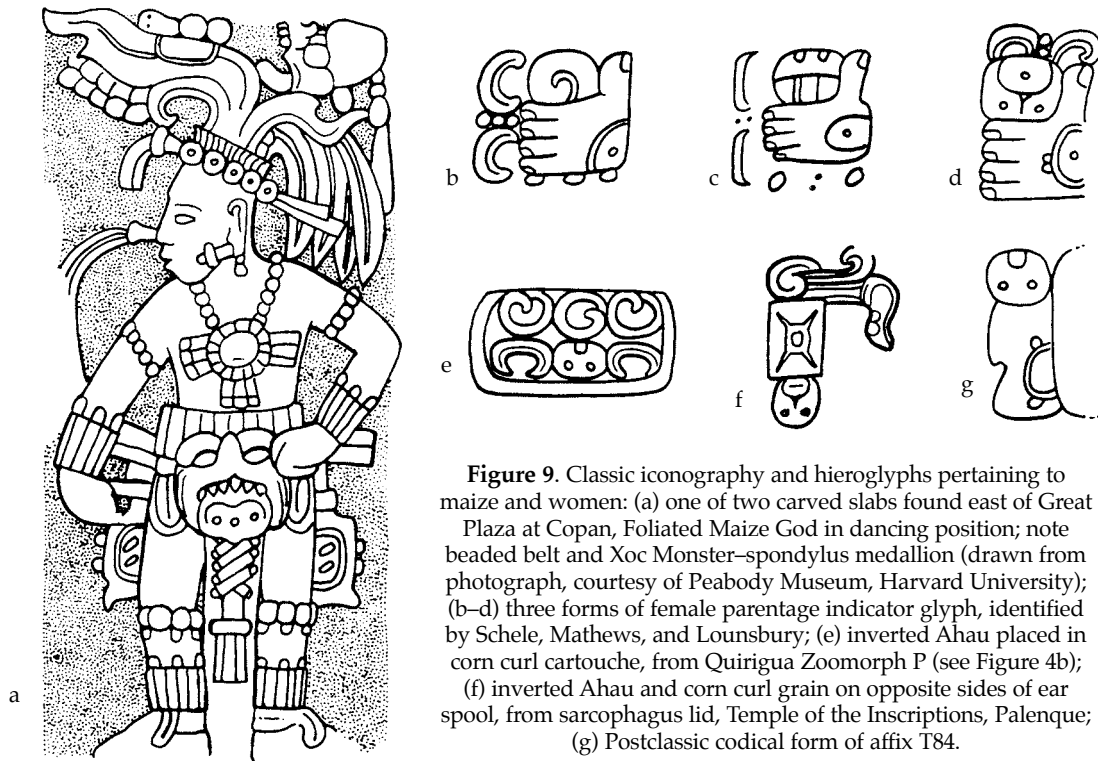 b
c
d
e
f
g
a
Figure 9. Classic iconography and hieroglyphs pertaining to
maize and women: (a) one of two carved slabs found east of Great
Plaza at Copan, Foliated Maize God in dancing position; note
beaded belt and Xoc Monster–spondylus medallion (drawn from
photograph, courtesy of Peabody Museum, Harvard University);
(b–d) three forms of female parentage indicator glyph, identified
by Schele, Mathews, and Lounsbury; (e) inverted Ahau placed in
corn curl cartouche, from Quirigua Zoomorph P (see Figure 4b);
(f) inverted Ahau and corn curl grain on opposite sides of ear
spool, from sarcophagus lid, Temple of the Inscriptions, Palenque;
(g) Postclassic codical form of affix T84.